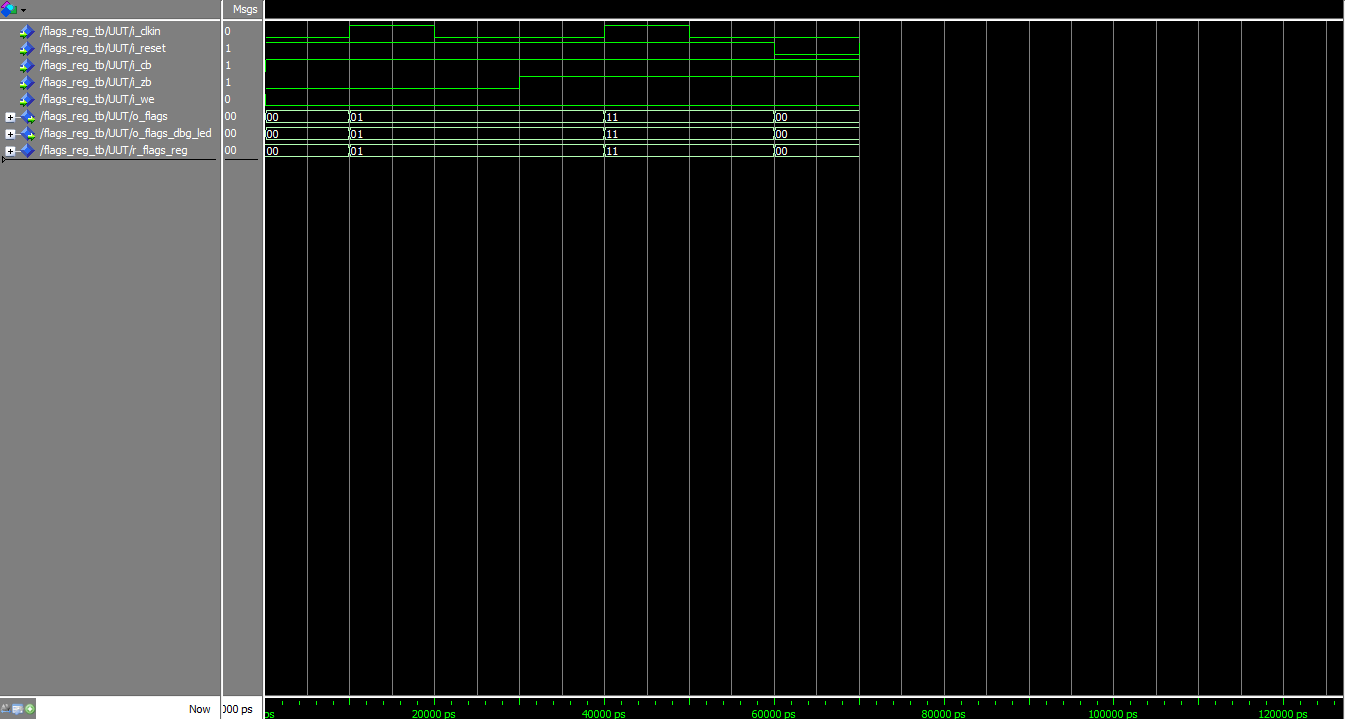 Msgs
/flags_reg_tb/UUT/i_clkin 0
/flags_reg_tb/UUT/i_reset 1
/flags_reg_tb/UUT/i_cb 1
/flags_reg_tb/UUT/i_zb 1
/flags_reg_tb/UUT/i_we 0
/flags_reg_tb/UUT/o_flags 00 00 01 11 00
/flags_reg_tb/UUT/o_flags_dbg_led 00 00 01 11 00
/flags_reg_tb/UUT/r_flags_reg 00 00 01 11 00
Now 000 ps ps 20000 ps 40000 ps 60000 ps 80000 ps 100000 ps 120000 ps